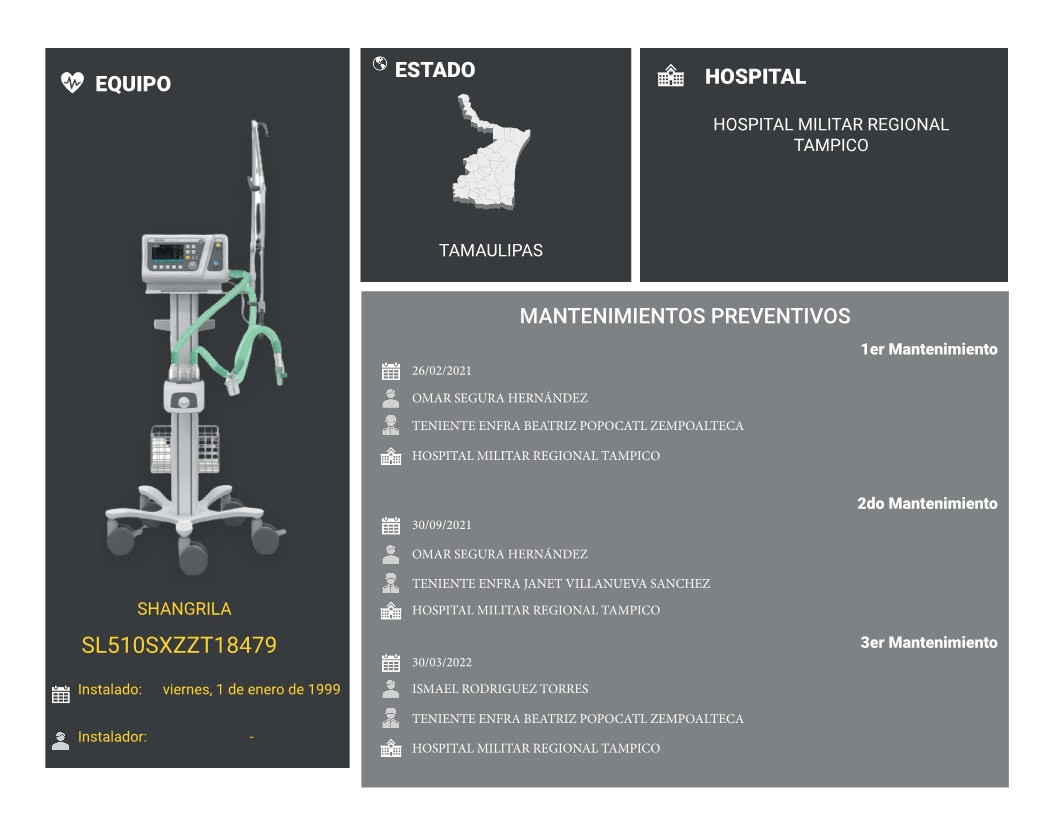 EQUIPO
SHANGRILA
SL510SXZZT18479
Instalado: viernes, 1 de enero de 1999
Instalador: -
ESTADO
TAMAULIPAS
HOSPITAL
HOSPITAL MILITAR REGIONAL
TAMPICO
MANTENIMIENTOS PREVENTIVOS
1er Mantenimiento
26/02/2021
OMAR SEGURA HERNÁNDEZ
TENIENTE ENFRA BEATRIZ POPOCATL ZEMPOALTECA
HOSPITAL MILITAR REGIONAL TAMPICO
2do Mantenimiento
30/09/2021
OMAR SEGURA HERNÁNDEZ
TENIENTE ENFRA JANET VILLANUEVA SANCHEZ
HOSPITAL MILITAR REGIONAL TAMPICO
3er Mantenimiento
30/03/2022
ISMAEL RODRIGUEZ TORRES
TENIENTE ENFRA BEATRIZ POPOCATL ZEMPOALTECA
HOSPITAL MILITAR REGIONAL TAMPICO